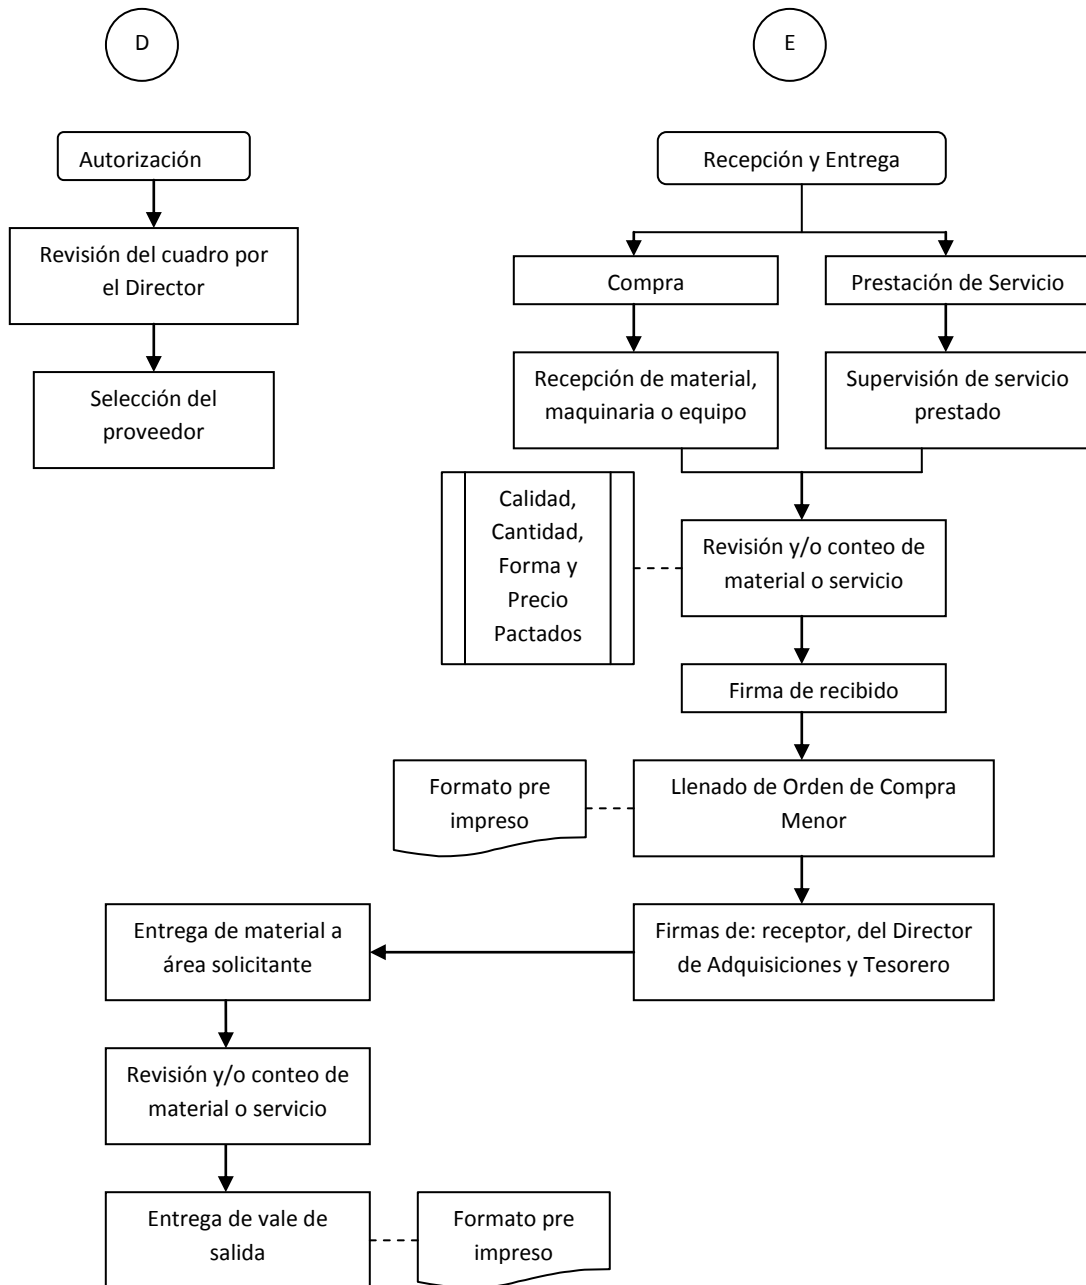 D
Autorización
Revisión del cuadro por
el Director
Selección del
proveedor
E
Recepción y Entrega
Compra
Prestación de Servicio
Recepción de material,
maquinaria o equipo
Supervisión de servicio
prestado
Calidad,
Cantidad,
Forma y
Precio
Pactados
Revisión y/o conteo de
material o servicio
Firma de recibido
Formato pre
impreso
Llenado de Orden de Compra
Menor
Firmas de: receptor, del Director
de Adquisiciones y Tesorero
Entrega de material a
área solicitante
Revisión y/o conteo de
material o servicio
Entrega de vale de
salida
Formato pre
impreso